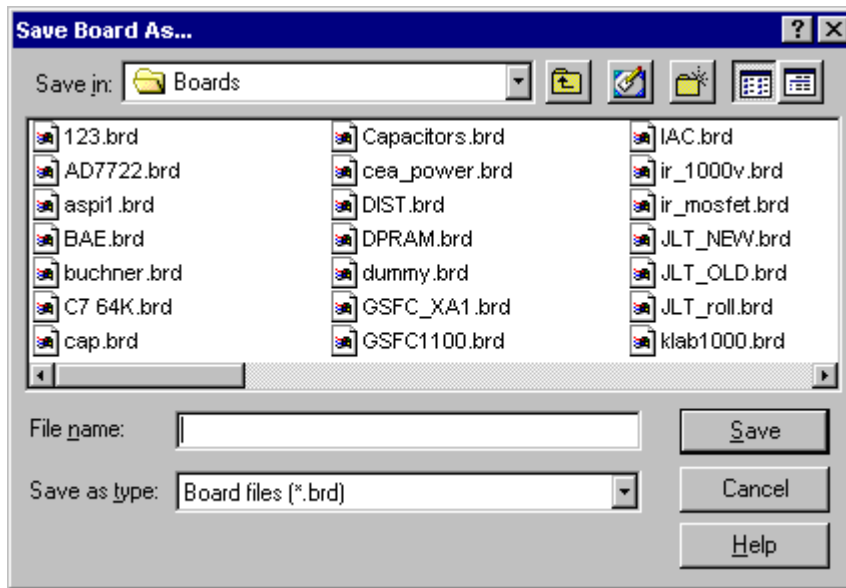 Save Board As...
Save in: Boards
123.brd
AD7722.brd
aspi1.brd
BAE.brd
buchner.brd
C7 64K.brd
cap.brd
Capacitors.brd
cea_power.brd
DIST.brd
DPRAM.brd
dummy.brd
GSFC_XA1.brd
GSFC1100.brd
IAC.brd
ir_1000v.brd
ir_mosfet.brd
JLT_NEW.brd
JLT_OLD.brd
JLT_roll.brd
klab1000.brd
File name:
Save
Save as type: Board files (*.brd)
Cancel
Help